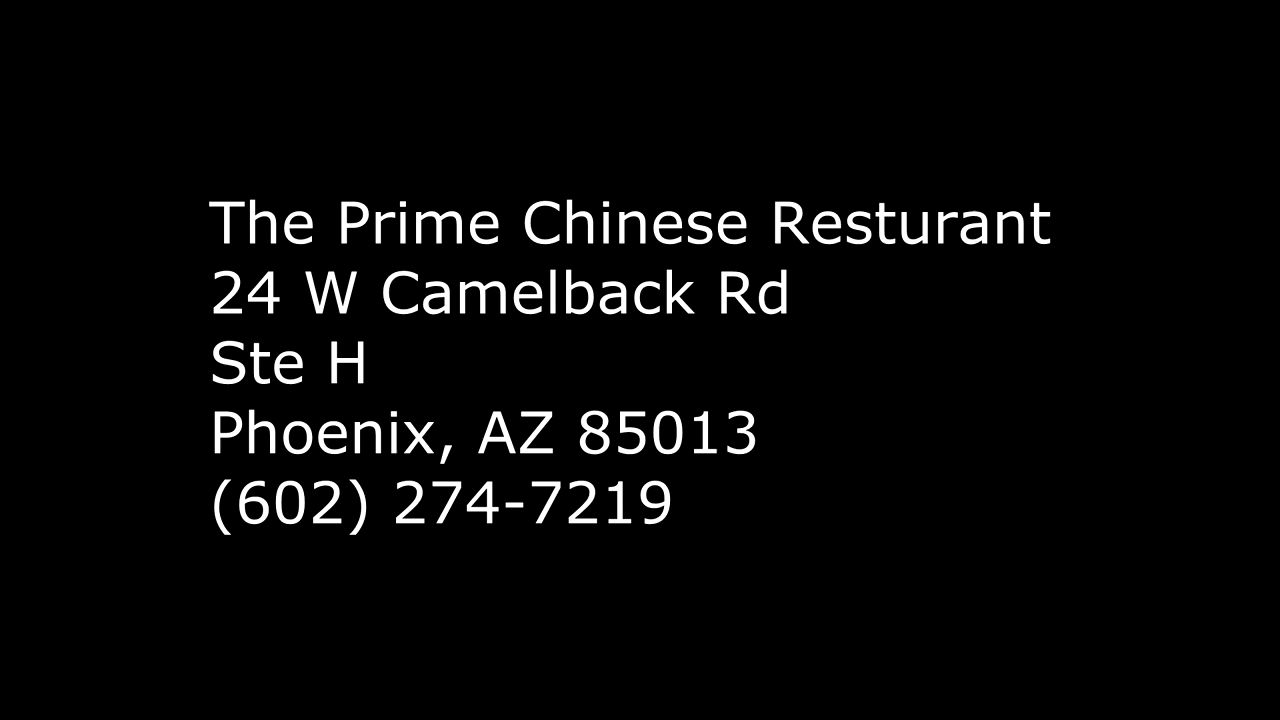 The Prime Chinese Resturant
24 W Camelback Rd
Ste H
Phoenix, AZ 85013
(602) 274-7219